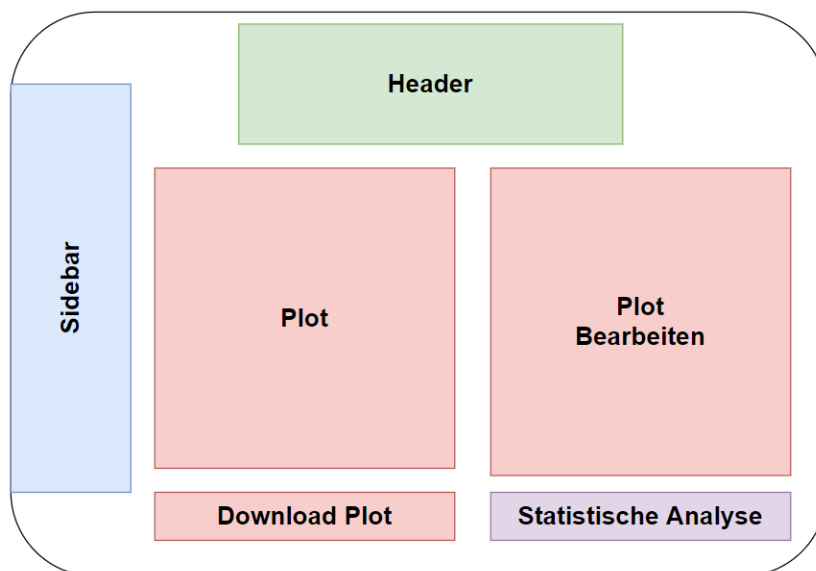 Header
Sidebar
Plot
Plot
Bearbeiten
Download Plot
Statistische Analyse